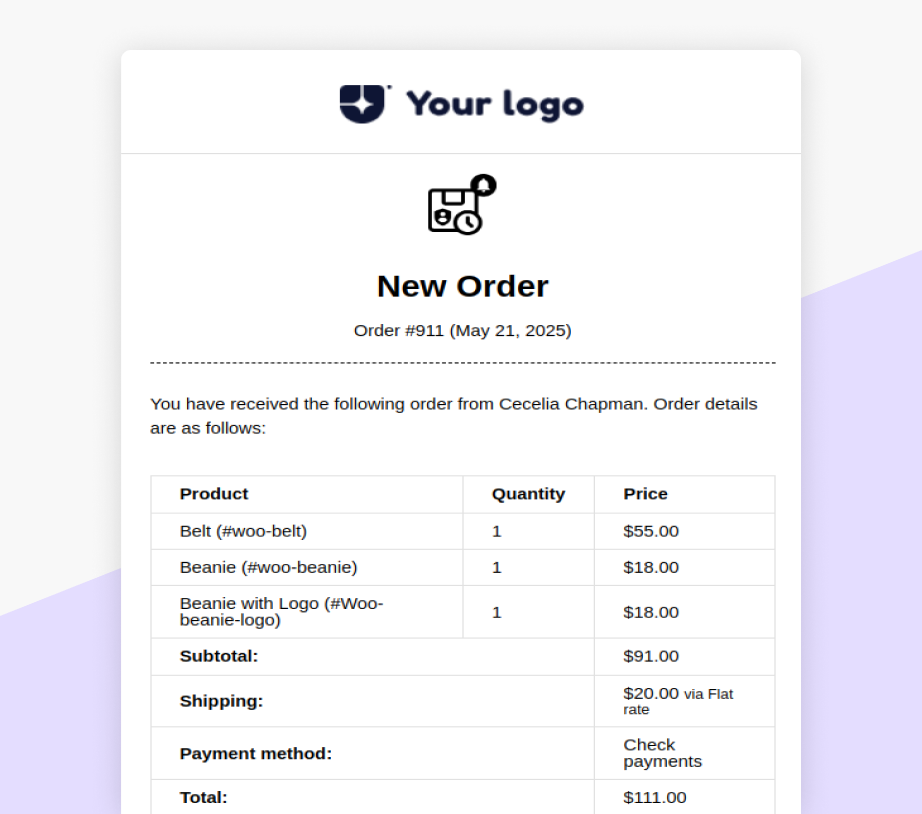 Your logo
New Order
Order #911 (May 21, 2025)
You have received the following order from Cecelia Chapman. Order details
are as follows:
Product Quantity Price
Belt (#woo-belt) 1 $55.00
Beanie (#woo-beanie) 1 $18.00
Beanie with Logo (#Woo-
beanie-logo) 1 $18.00
Subtotal: $91.00
Shipping: $20.00 via Flat
rate
Payment method: Check
payments
Total: $111.00